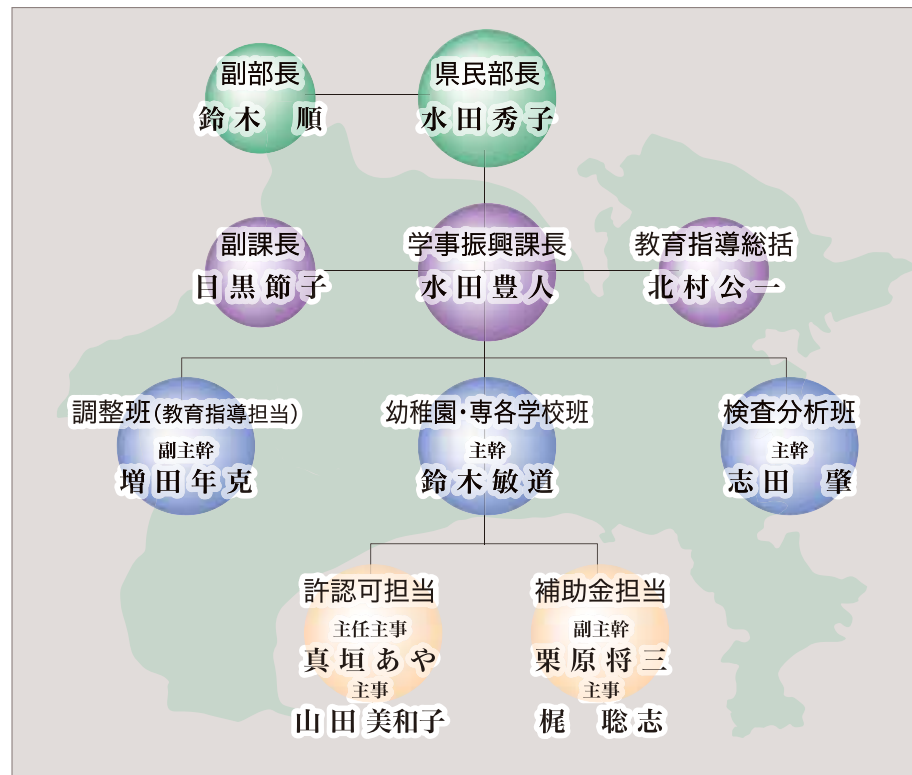 副部長
鈴木　順
県民部長
水田秀子
副課長
目黒節子
学事振興課長
水田豊人
教育指導総括
北村公一
調整班(教育指導担当)
副主幹
増田年克
幼稚園・専各学校班
主幹
鈴木敏道
検査分析班
主幹
志田　肇
許認可担当
主任主事
真垣あや
主事
山田美和子
補助金担当
副主幹
栗原将三
主事
梶　聡志